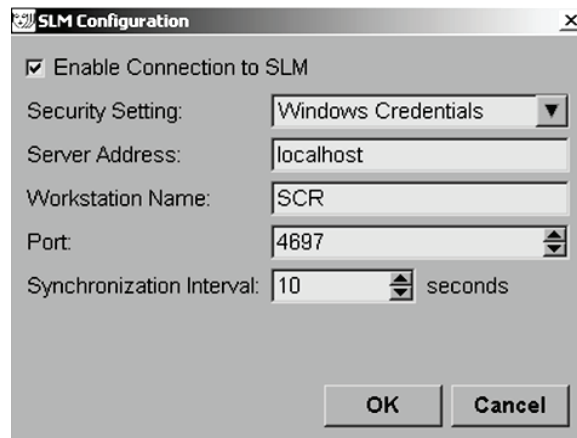 SLM Configuration
Enable Connection to SLM
Security Setting: Windows Credentials
Server Address: localhost
Workstation Name: SCR
Port: 4697
Synchronization Interval: 10 seconds
OK Cancel